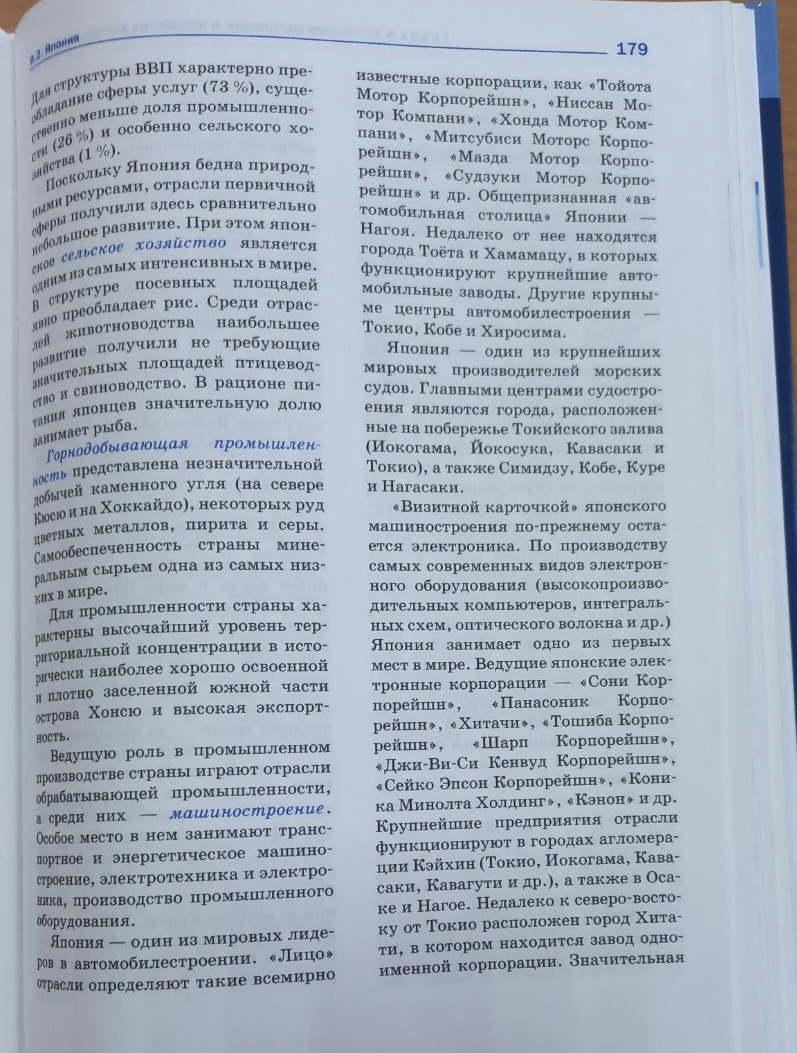 9.2. Япония
179
Для структуры ВВП характерно пре-
обладание сферы услуг (73 %), суще-
ственно меньше доля промышленно-
сти (26 %) и особенно сельского хо-
зяйства (1 %).
Поскольку Япония бедна природ-
ными ресурсами, отрасли первичной
сферы получили здесь сравнительно
небольшое развитие. При этом япон-
ское сельское хозяйство является
одним из самых интенсивных в мире.
В структуре посевных площадей
явно преобладает рис. Среди отрас-
лей животноводства наибольшее
развитие получили не требующие
значительных площадей птицевод-
ство и свиноводство. В рационе пи-
тания японцев значительную долю
занимает рыба.
Горнодобывающая промышлен-
ность представлена незначительной
добычей каменного угля (на севере
Кюсю и на Хоккайдо), некоторых руд
цветных металлов, пирита и серы.
Самообеспеченность страны мине-
ральным сырьем одна из самых низ-
ких в мире.
Для промышленности страны ха-
рактерны высочайший уровень тер-
риториальной концентрации в исто-
рически наиболее хорошо освоенной
и плотно заселенной южной части
острова Хонсю и высокая экспорт-
ность.
Ведущую роль в промышленном
производстве страны играют отрасли
обрабатывающей промышленности,
а среди них — машиностроение.
Особое место в нем занимают транс-
портное и энергетическое машино-
строение, электротехника и электро-
ника, производство промышленного
оборудования.
Япония — один из мировых лиде-
ров в автомобилестроении. «Лицо»
отрасли определяют такие всемирно
известные корпорации, как «Тойота
Мотор Корпорейшн», «Ниссан Мо-
тор Компани», «Хонда Мотор Ком-
пани», «Митсубиси Моторс Корпо-
рейшн», «Мазда Мотор Корпо-
рейшн», «Судзуки Мотор Корпо-
рейшн» и др. Общепризнанная «ав-
томобильная столица» Японии —
Нагоя. Недалеко от нее находятся
города Тоёта и Хамамацу, в которых
функционируют крупнейшие авто-
мобильные заводы. Другие крупны-
ме центры автомобилестроения —
Токио, Кобе и Хиросима.
Япония — один из крупнейших
мировых производителей морских
судов. Главными центрами судостро-
ения являются города, расположен-
ные на побережье Токийского залива
(Иокогама, Йокосука, Кавасаки и
Токио), а также Симидзу, Кобе, Куре
и Нагасаки.
«Визитной карточкой» японского
машиностроения по-прежнему оста-
ется электроника. По производству
самых современных видов электрон-
ного оборудования (высокопроизво-
дительных компьютеров, интеграль-
ных схем, оптического волокна и др.)
Япония занимает одно из первых
мест в мире. Ведущие японские элек-
тронные корпорации — «Сони Кор-
порейшн», «Панасоник Корпо-
рейшн», «Хитачи», «Тошиба Корпо-
рейшн», «Шарп Корпорейшн»,
«Джи-Ви-Си Кенвуд Корпорейшн»,
«Сейко Эпсон Корпорейшн», «Кони-
ка Минолта Холдинг», «Кэнон» и др.
Крупнейшие предприятия отрасли
функционируют в городах агломера-
ции Кэйхин (Токио, Иокогама, Кава-
саки, Кавагути и др.), а также в Оса-
ке и Нагое. Недалеко к северо-восто-
ку от Токио расположен город Хита-
ти, в котором находится завод одно-
именной корпорации. Значительная